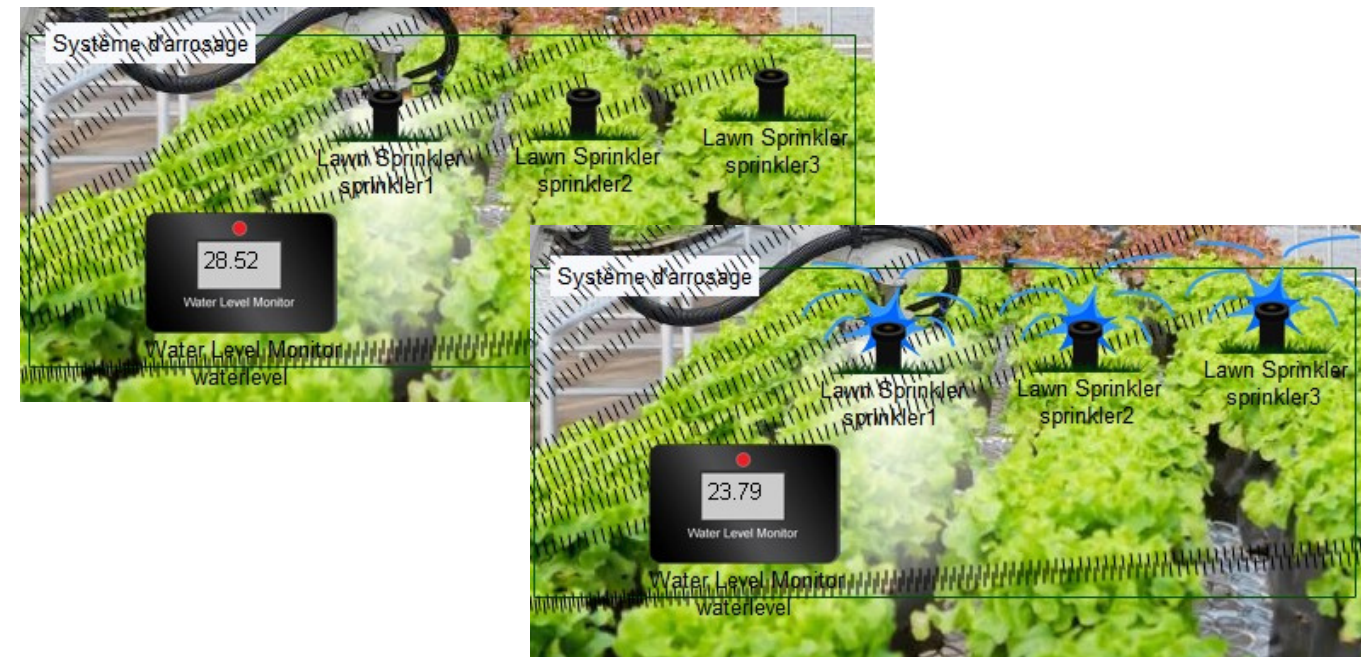 Système d'arrosage
Lawn Sprinkler
sprinkler1
Lawn Sprinkler
sprinkler2
Lawn Sprinkler
sprinkler3
28.52
Water Level Monitor
Water Level Monitor
waterlevel
Système d'arrosage
Lawn Sprinkler
sprinkler1
Lawn Sprinkler
sprinkler2
Lawn Sprinkler
sprinkler3
23.79
Water Level Monitor
Water Level Monitor
waterlevel